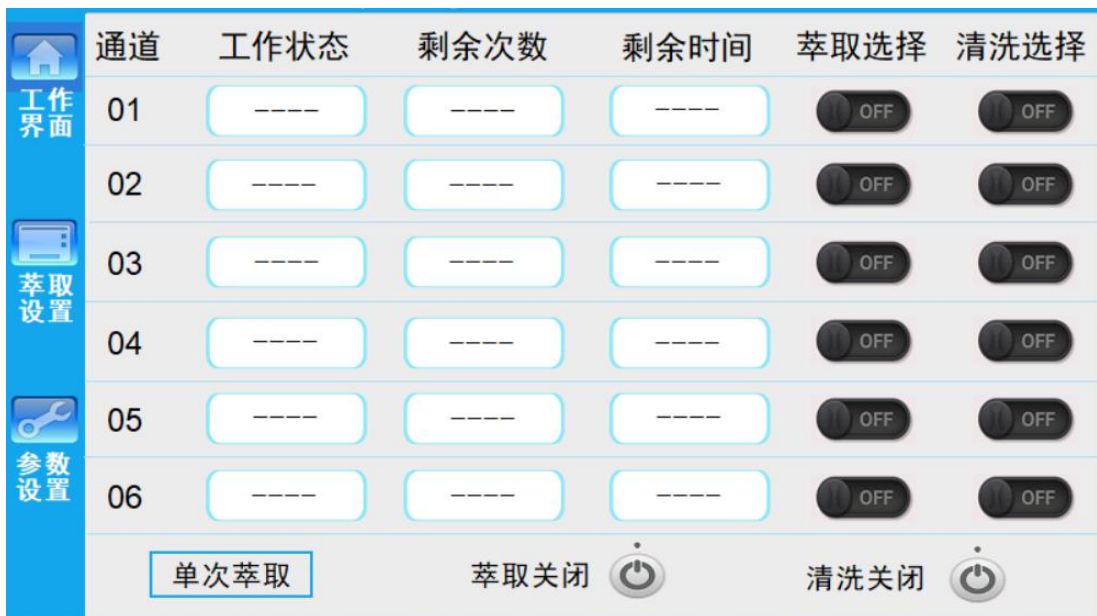 通道 工作状态 剩余次数 剩余时间 萃取选择 清洗选择
工作
界面
01 ---- ---- ---- OFF OFF
02 ---- ---- ---- OFF OFF
萃取
设置
03 ---- ---- ---- OFF OFF
04 ---- ---- ---- OFF OFF
参数
设置
05 ---- ---- ---- OFF OFF
06 ---- ---- ---- OFF OFF
单次萃取 萃取关闭 清洗关闭